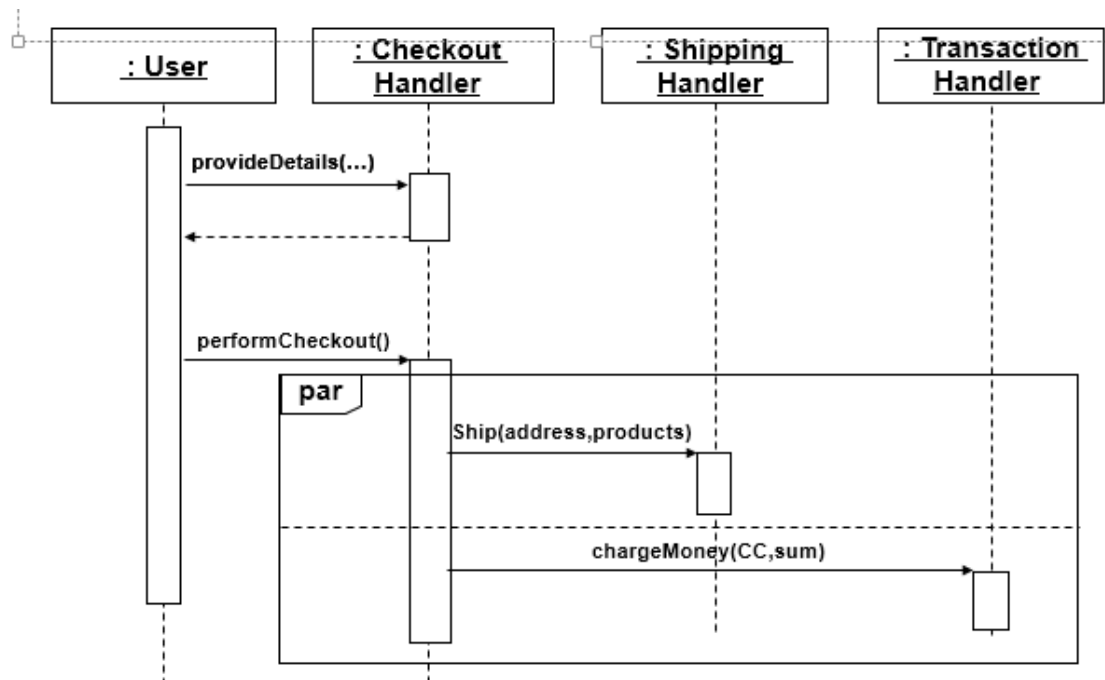 : User
: Checkout
Handler
: Shipping
Handler
: Transaction
Handler
provideDetails(...)
performCheckout()
par
Ship(address,products)
chargeMoney(CC,sum)